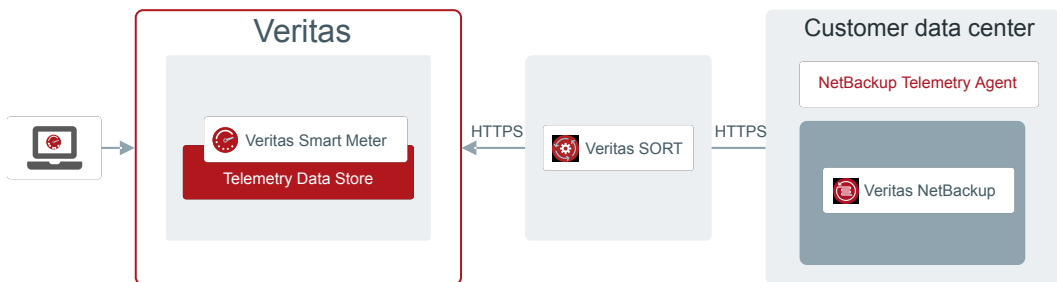 Veritas
Veritas Smart Meter
Telemetry Data Store
HTTPS
Veritas SORT
HTTPS
Customer data center
NetBackup Telemetry Agent
Veritas NetBackup